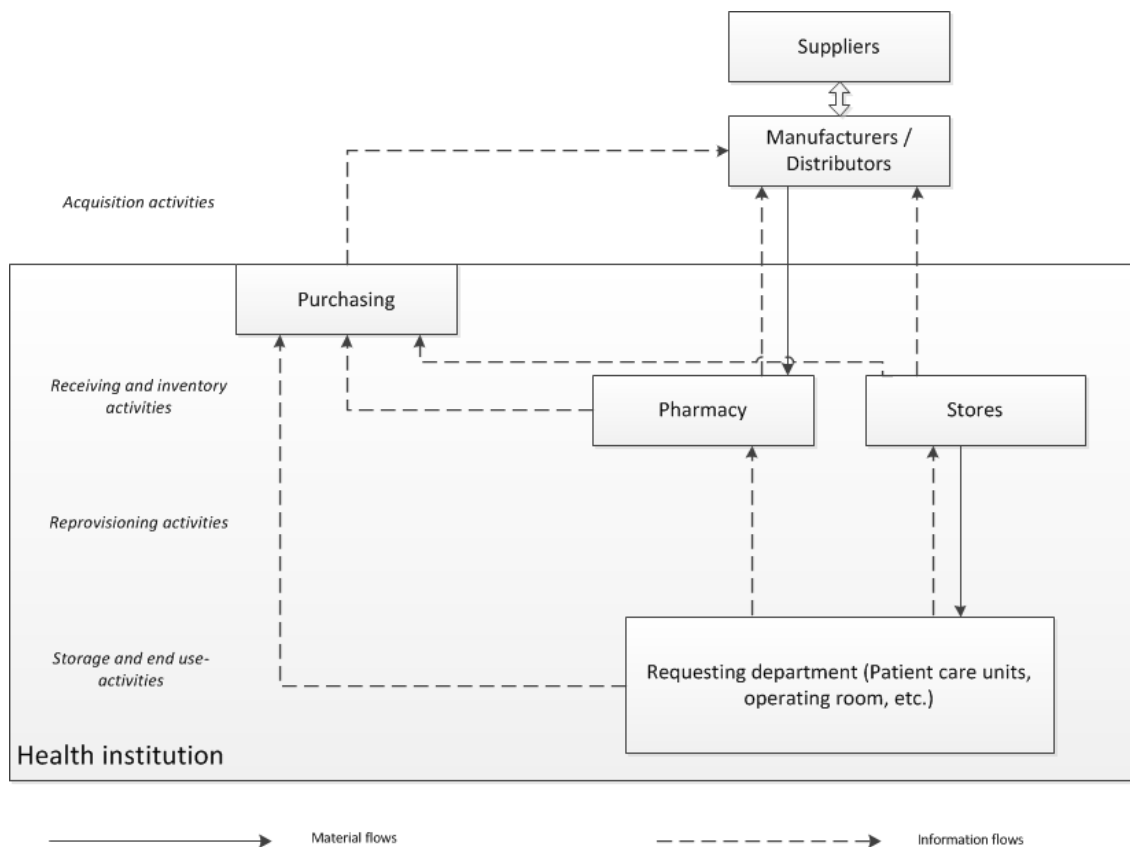 Suppliers
Manufacturers /
Distributors
Acquisition activities
Purchasing
Receiving and inventory
activities
Pharmacy
Stores
Reprovisioning activities
Storage and end use-
activities
Requesting department (Patient care units,
operating room, etc.)
Health institution
Material flows
Information flows